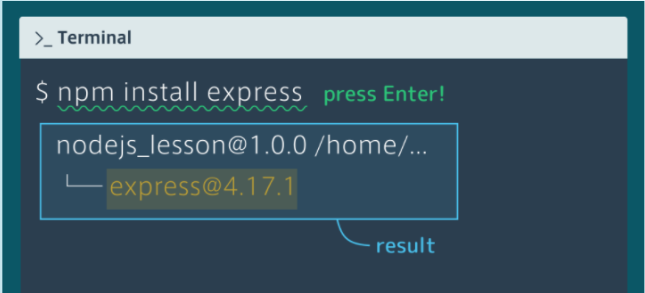 >_ Terminal
$ npm install express press Enter!
nodejs_lesson@1.0.0 /home/...
└── express@4.17.1
result